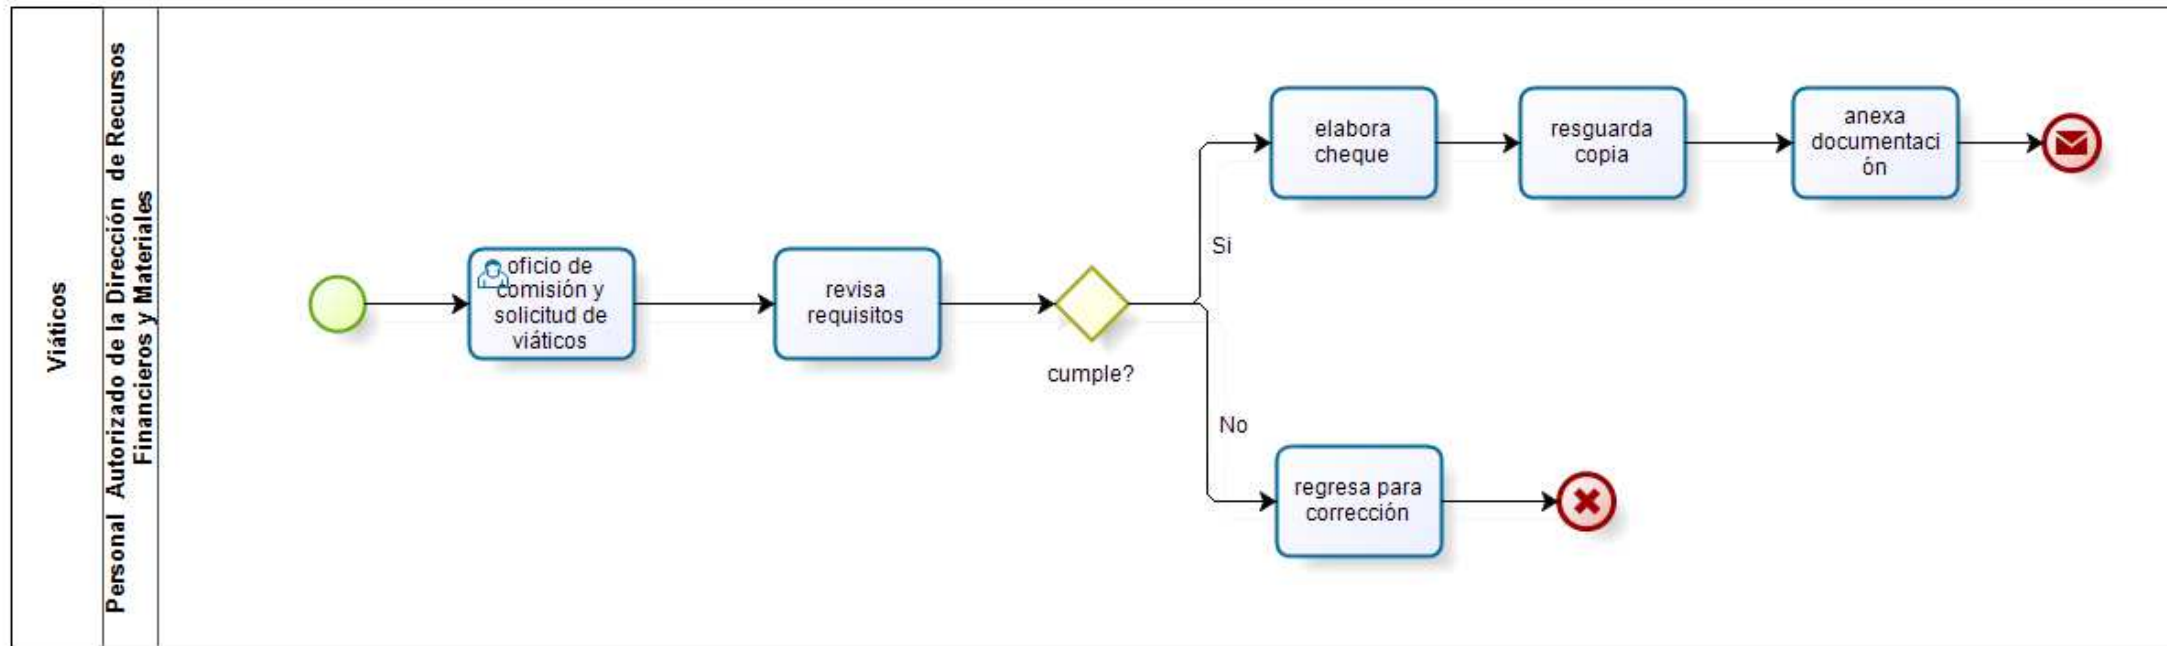 Viáticos
Personal Autorizado de la Dirección de Recursos
Financieros y Materiales
oficio de
comisión y
solicitud de
viáticos
revisa
requisitos
cumple?
Si
elabora
cheque
resguarda
copia
anexa
documentaci
ón
No
regresa para
corrección